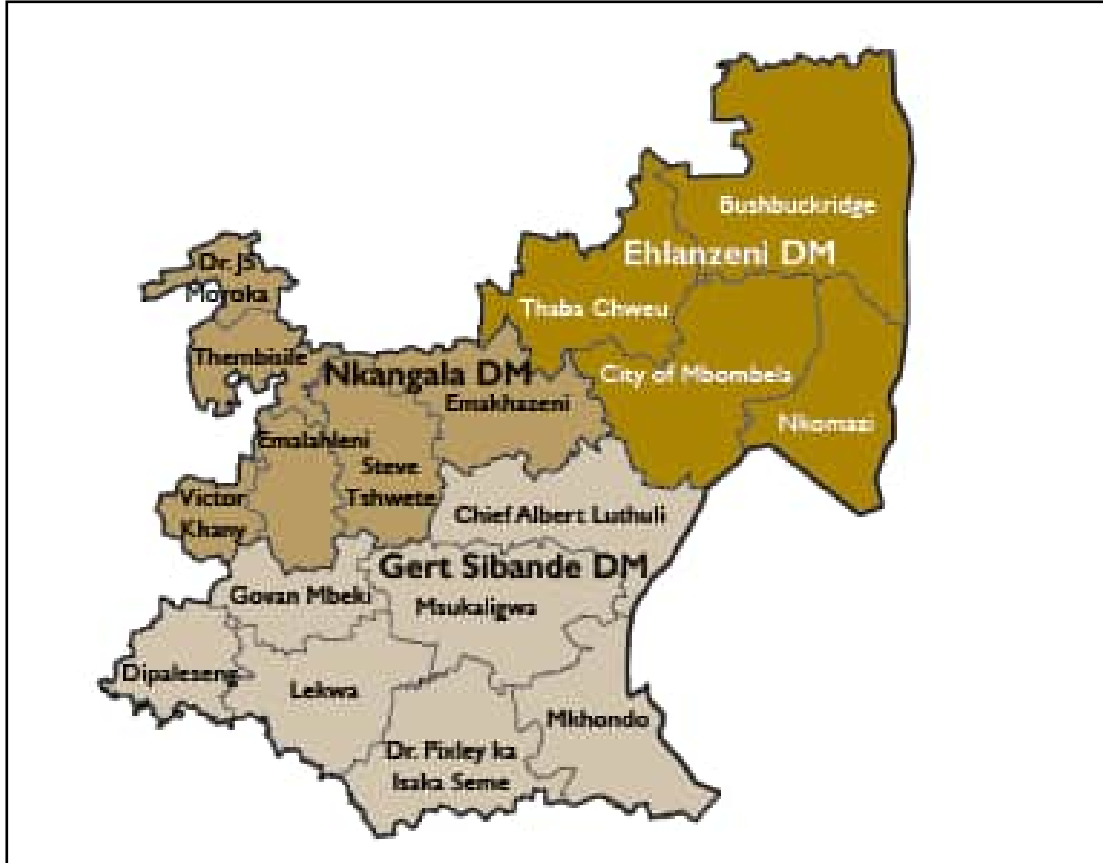 Bushbuckridge
Ehlanzeni DM
Dr. JS
Moroka
Thaba Chweu
Thembisile
Nkangala DM
City of Mbombela
Emakhazeni
Nkomazi
Emalahleni
Steve
Tshwete
Victor
Khany
Chief Albert Luthuli
Gert Sibande DM
Govan Mbeki
Msukaligwa
Dipaleseng
Lekwa
Mkhondo
Dr. Pixley ka
Isaka Seme